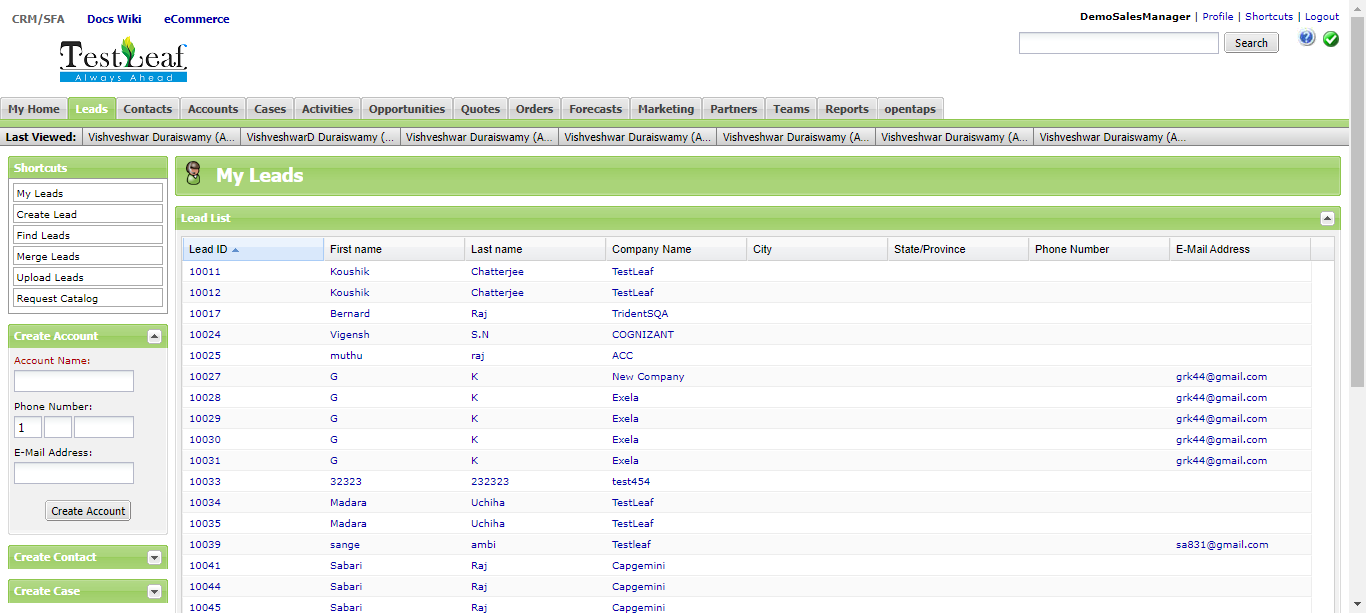 CRM/SFA Docs Wiki eCommerce
DemoSalesManager | Profile | Shortcuts | Logout
Search
TestLeaf
Always Ahead
My Home Leads Contacts Accounts Cases Activities Opportunities Quotes Orders Forecasts Marketing Partners Teams Reports opentaps
Last Viewed: Vishveshwar Duraiswamy (A... VishveshwarD Duraiswamy (... Vishveshwar Duraiswamy (A... Vishveshwar Duraiswamy (A... Vishveshwar Duraiswamy (A... Vishveshwar Duraiswamy (A... Vishveshwar Duraiswamy (A...
Shortcuts
My Leads
Create Lead
Find Leads
Merge Leads
Upload Leads
Request Catalog
Create Account
Account Name:
Phone Number:
1
E-Mail Address:
Create Account
Create Contact
Create Case
My Leads
Lead List
Lead ID First name Last name Company Name City State/Province Phone Number E-Mail Address
10011 Koushik Chatterjee TestLeaf
10012 Koushik Chatterjee TestLeaf
10017 Bernard Raj TridentSQA
10024 Vigensh S.N COGNIZANT
10025 muthu raj ACC
10027 G K New Company grk44@gmail.com
10028 G K Exela grk44@gmail.com
10029 G K Exela grk44@gmail.com
10030 G K Exela grk44@gmail.com
10031 G K Exela grk44@gmail.com
10033 32323 232323 test454
10034 Madara Uchiha TestLeaf
10035 Madara Uchiha TestLeaf
10039 sange ambi Testleaf sa831@gmail.com
10041 Sabari Raj Capgemini
10044 Sabari Raj Capgemini
10045 Sabari Raj Capgemini